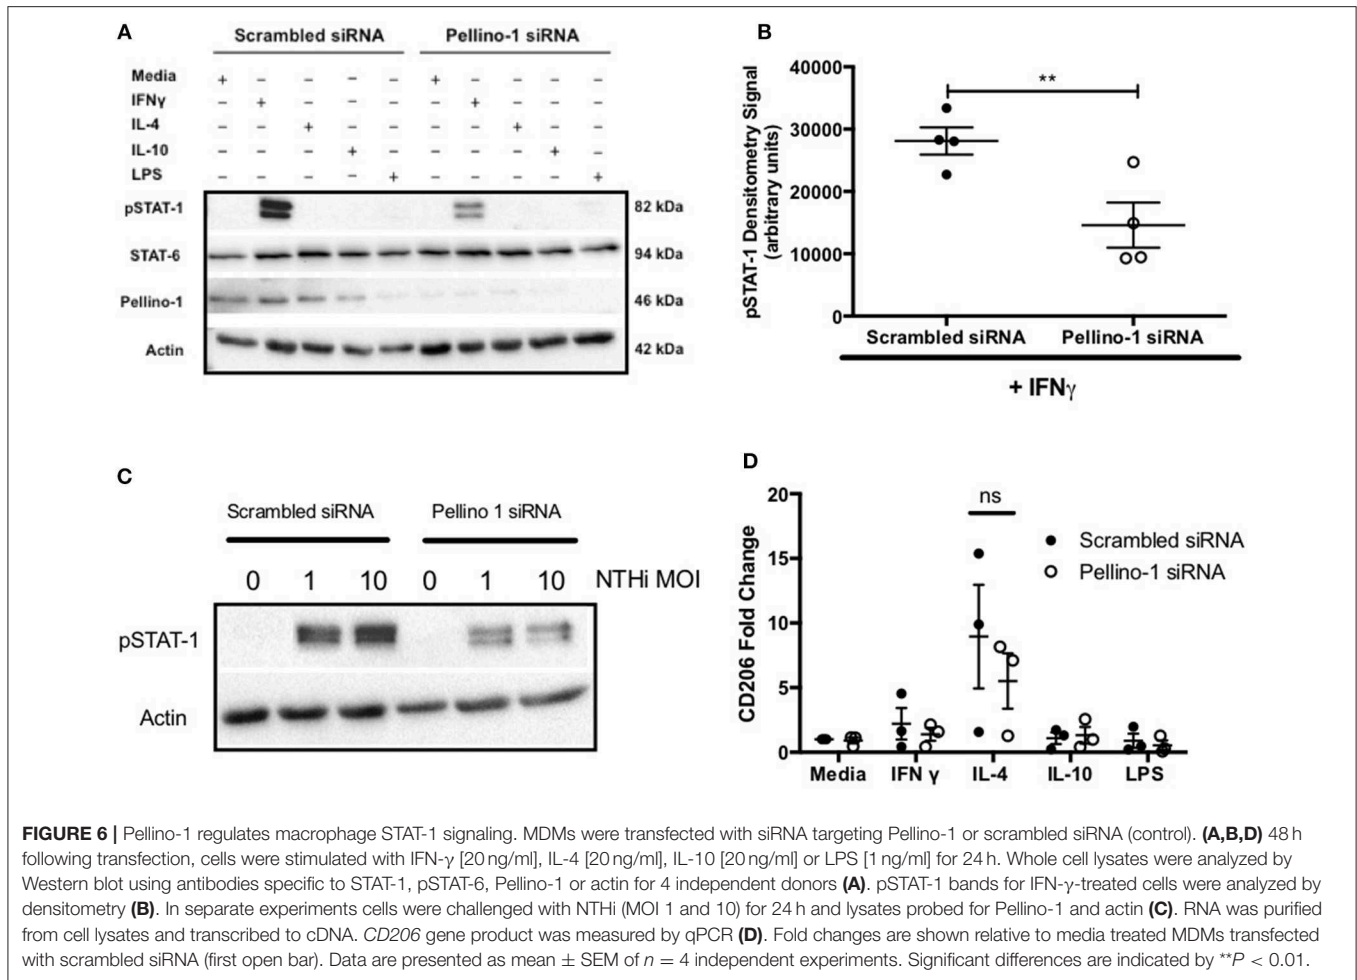 A
Scrambled siRNA Pellino-1 siRNA
Media + – – – – + – – – –
IFNγ – + – – – – + – – –
IL-4 – – + – – – – + – –
IL-10 – – – + – – – – + –
LPS – – – – + – – – – +
pSTAT-1 82 kDa
STAT-6 94 kDa
Pellino-1 46 kDa
Actin 42 kDa
B
pSTAT-1 Densitometry Signal
(arbitrary units)
40000
30000
20000
10000
0
**
Scrambled siRNA Pellino-1 siRNA
+ IFNγ
C
Scrambled siRNA Pellino 1 siRNA
0 1 10 0 1 10 NTHi MOI
pSTAT-1
Actin
D
CD206 Fold Change
20
15
10
5
0
ns
Scrambled siRNA
Pellino-1 siRNA
Media IFN γ IL-4 IL-10 LPS
FIGURE 6 | Pellino-1 regulates macrophage STAT-1 signaling. MDMs were transfected with siRNA targeting Pellino-1 or scrambled siRNA (control). (A,B,D) 48 h
following transfection, cells were stimulated with IFN-γ [20 ng/ml], IL-4 [20 ng/ml], IL-10 [20 ng/ml] or LPS [1 ng/ml] for 24 h. Whole cell lysates were analyzed by
Western blot using antibodies specific to STAT-1, pSTAT-6, Pellino-1 or actin for 4 independent donors (A). pSTAT-1 bands for IFN-γ-treated cells were analyzed by
densitometry (B). In separate experiments cells were challenged with NTHi (MOI 1 and 10) for 24 h and lysates probed for Pellino-1 and actin (C). RNA was purified
from cell lysates and transcribed to cDNA. CD206 gene product was measured by qPCR (D). Fold changes are shown relative to media treated MDMs transfected
with scrambled siRNA (first open bar). Data are presented as mean ± SEM of n = 4 independent experiments. Significant differences are indicated by **P < 0.01.